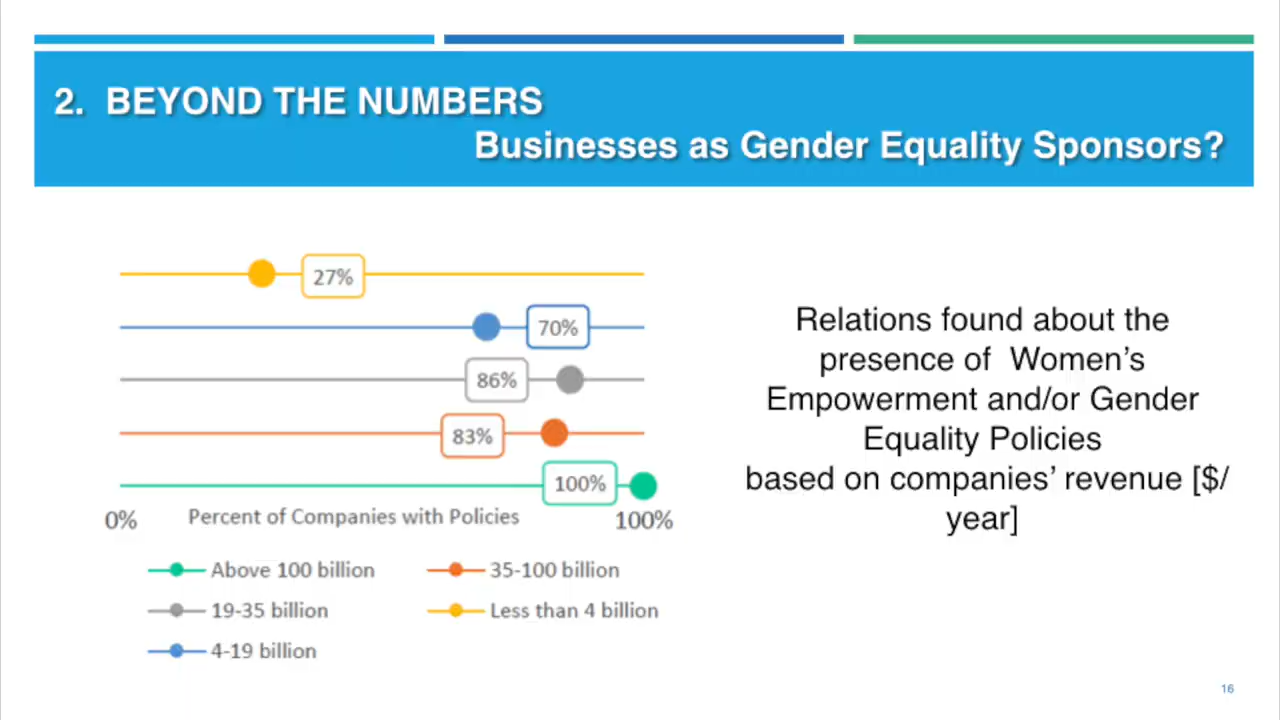 2. BEYOND THE NUMBERS
Businesses as Gender Equality Sponsors?
27%
70%
86%
83%
100%
0%
Percent of Companies with Policies
100%
Above 100 billion
35-100 billion
19-35 billion
Less than 4 billion
4-19 billion
Relations found about the
presence of Women’s
Empowerment and/or Gender
Equality Policies
based on companies’ revenue [$/
year]
16